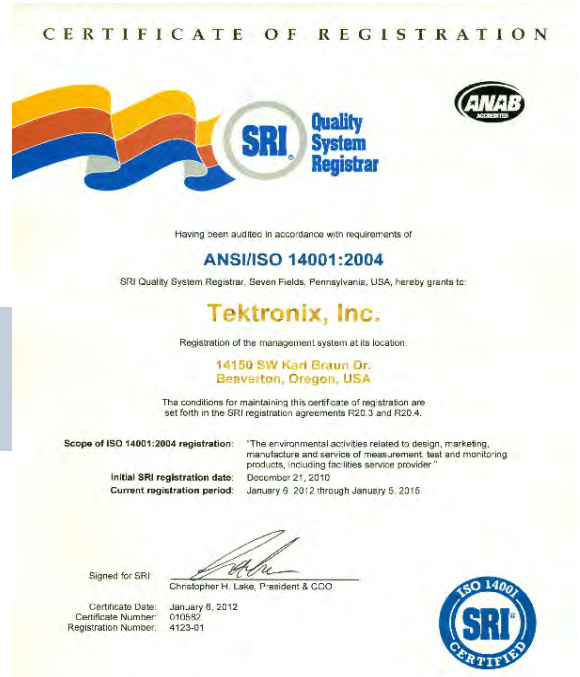 CERTIFICATE OF REGISTRATION
ANAB
ACCREDITED
SRI
Quality
System
Registrar
Having been audited in accordance with requirements of
ANSI/ISO 14001:2004
SRI Quality System Registrar, Seven Fields, Pennsylvania, USA, hereby grants to:
Tektronix, Inc.
Registration of the management system at its location:
14150 SW Karl Braun Dr.
Beaverton, Oregon, USA
The conditions for maintaining this certificate of registration are
set forth in the SRI registration agreements R20.3 and R20.4.
Scope of ISO 14001:2004 registration: "The environmental activities related to design, marketing,
manufacture and service of measurement, test and monitoring
products, including facilities service provider."
Initial SRI registration date: December 21, 2010
Current registration period: January 6, 2012 through January 5, 2015
Signed for SRI:
Christopher H. Lake, President & COO
Certificate Date: January 6, 2012
Certificate Number: 010582
Registration Number: 4123-01
ISO 14001
SRI®
CERTIFIED